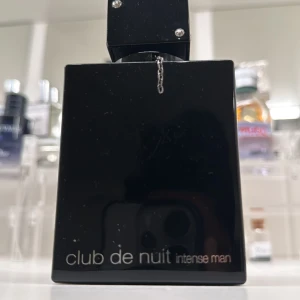 club de nuit intense man